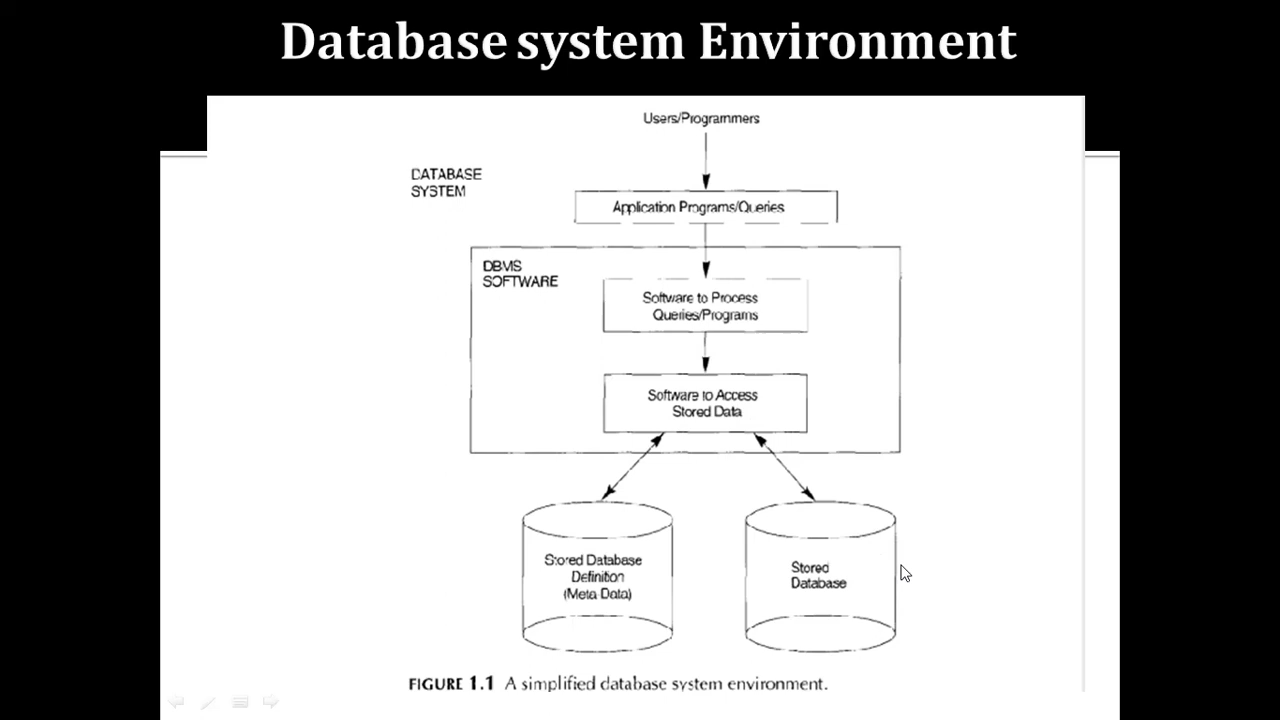 Database system Environment
Users/Programmers
DATABASE
SYSTEM
Application Programs/Queries
DBMS
SOFTWARE
Software to Process
Queries/Programs
Software to Access
Stored Data
Stored Database
Definition
(Meta-Data)
Stored
Database
FIGURE 1.1 A simplified database system environment.